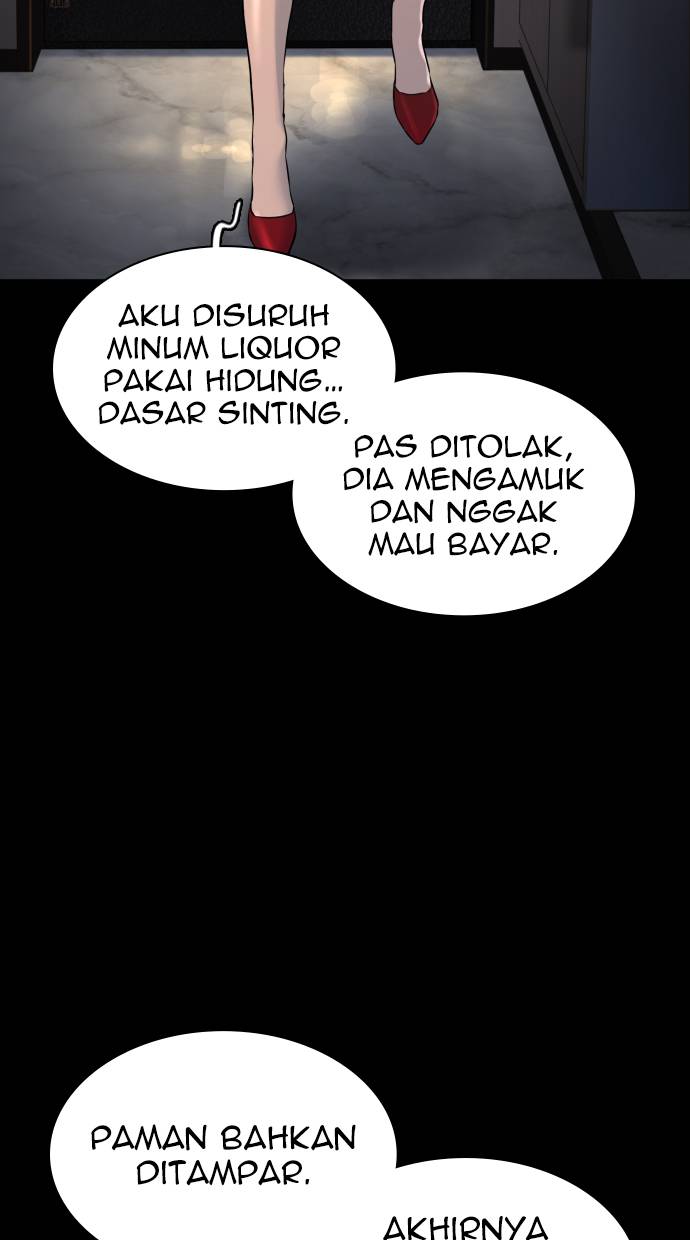 AKU DISURUH
MINUM LIQUOR
PAKAI HIDUNG...
DASAR SINTING.
PAS DITOLAK,
DIA MENGAMUK
DAN NGGAK
MAU BAYAR.
PAMAN BAHKAN
DITAMPAR.
AKHIRNYA